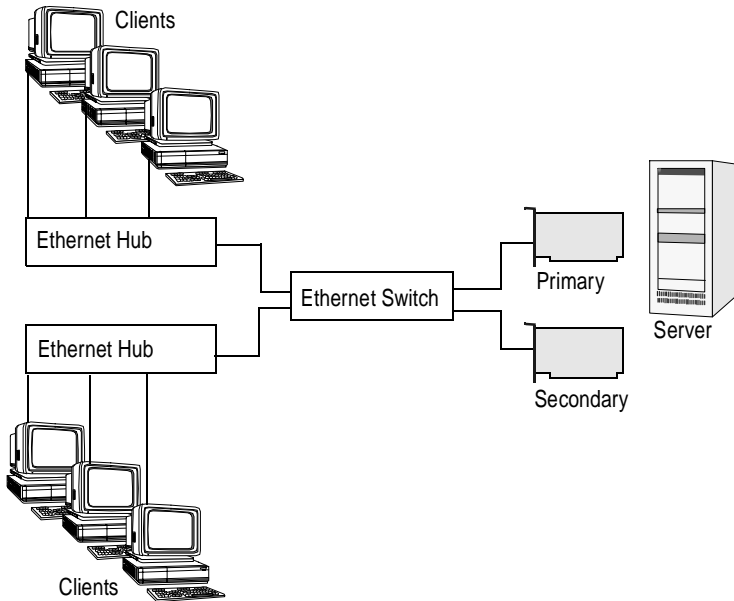 Clients
Ethernet Hub
Ethernet Switch
Primary
Server
Ethernet Hub
Secondary
Clients